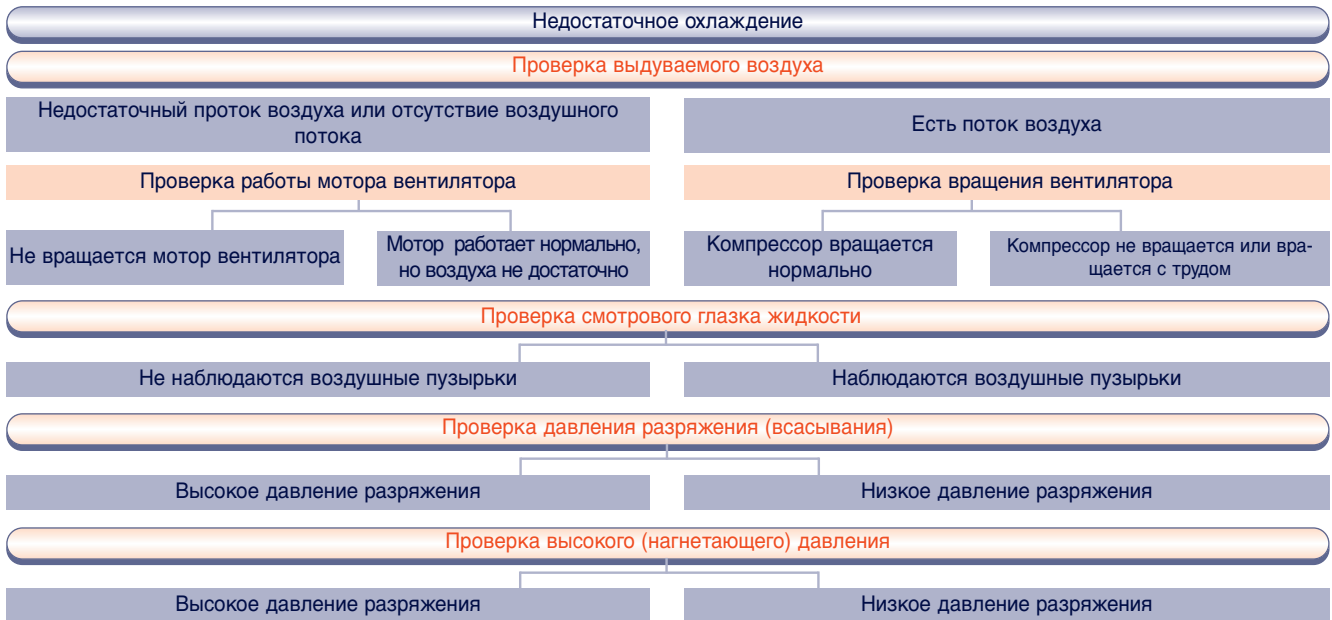 Недостаточное охлаждение
Проверка выдуваемого воздуха
Недостаточный проток воздуха или отсутствие воздушного
потока
Есть поток воздуха
Проверка работы мотора вентилятора
Проверка вращения вентилятора
Не вращается мотор вентилятора
Мотор работает нормально,
но воздуха не достаточно
Компрессор вращается
нормально
Компрессор не вращается или вра-
щается с трудом
Проверка смотрового глазка жидкости
Не наблюдаются воздушные пузырьки
Наблюдаются воздушные пузырьки
Проверка давления разряжения (всасывания)
Высокое давление разряжения
Низкое давление разряжения
Проверка высокого (нагнетающего) давления
Высокое давление разряжения
Низкое давление разряжения